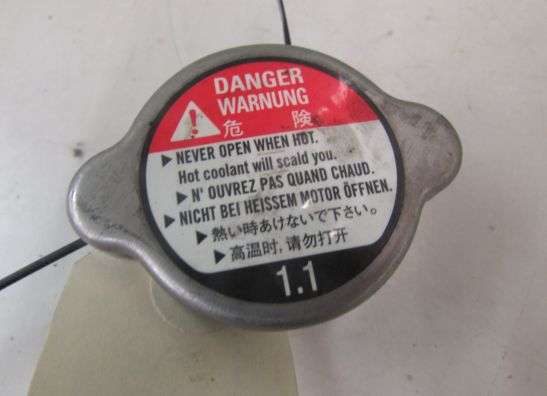 DANGER
WARNUNG
危 険
▶ NEVER OPEN WHEN HOT.
Hot coolant will scald you.
▶ N' OUVREZ PAS QUAND CHAUD.
▶ NICHT BEI HEISSEM MOTOR ÖFFNEN.
▶ 熱い時あけないで下さい。
▶ 高温时, 请勿打开
1.1